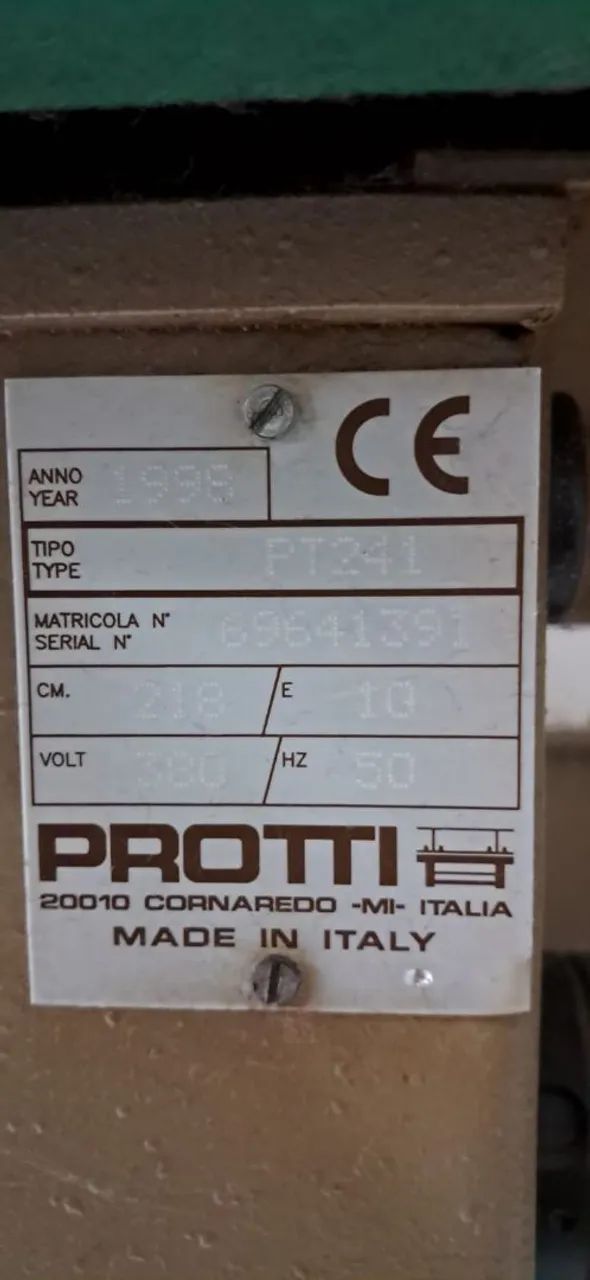 CE
ANNO
YEAR 1998
TIPO
TYPE PT241
MATRICOLA N°
SERIAL N° 69641391
CM. 218 / E 10
VOLT 380 / HZ 50
PROTTI
20010 CORNAREDO -MI- ITALIA
MADE IN ITALY